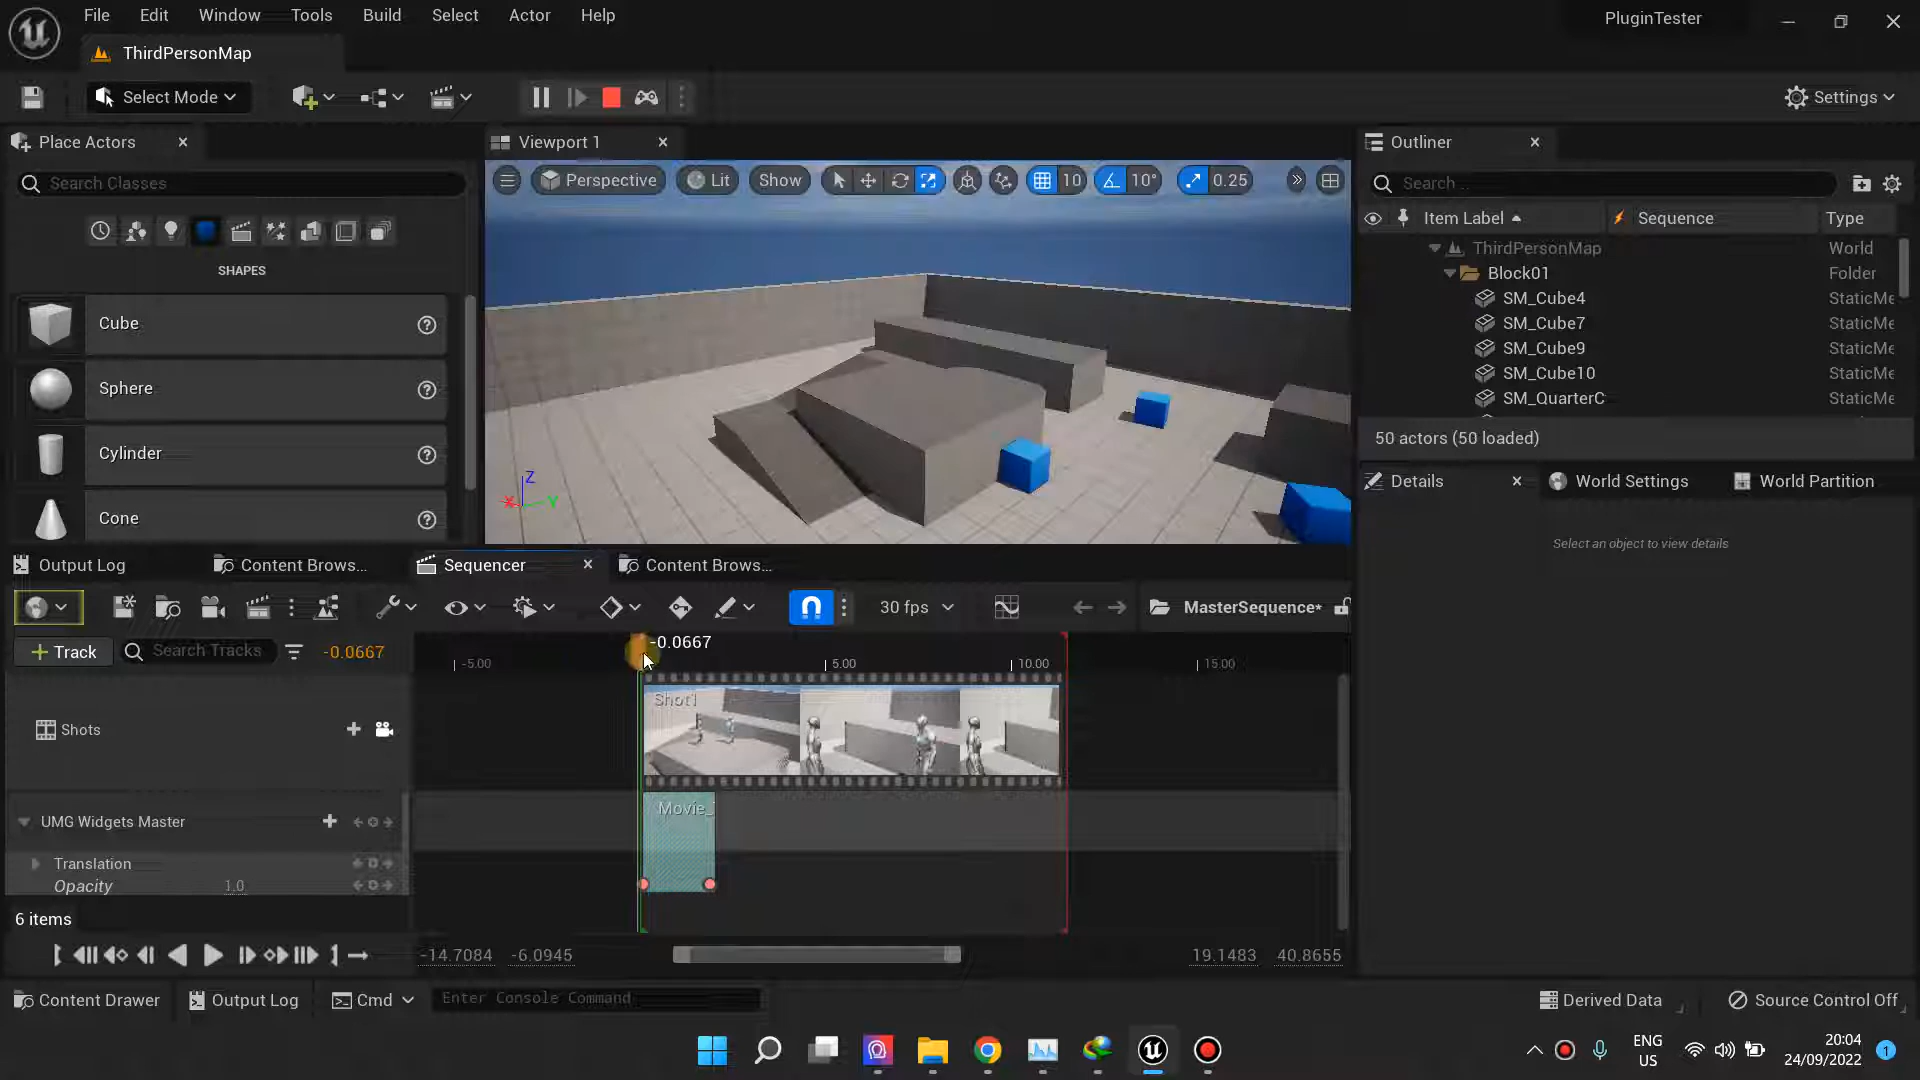 File Edit Window Tools Build Select Actor Help
PluginTester
ThirdPersonMap
Select Mode
Settings
Place Actors
Search Classes
SHAPES
Cube
Sphere
Cylinder
Cone
Viewport 1
Perspective Lit Show 10 10° 0.25
Z
X Y
Outliner
Search...
Item Label Sequence Type
ThirdPersonMap World
Block01 Folder
SM_Cube4 StaticMe
SM_Cube7 StaticMe
SM_Cube9 StaticMe
SM_Cube10 StaticMe
SM_QuarterC StaticMe
50 actors (50 loaded)
Details World Settings World Partition
Select an object to view details
Output Log Content Brows... Sequencer Content Brows...
30 fps MasterSequence*
Track Search Tracks -0.0667
-0.0667
-5.00 5.00 10.00 15.00
Shots
Shot1
UMG Widgets Master
Movie_
Translation
Opacity 1.0
6 items
-14.7084 -6.0945 19.1483 40.8655
Content Drawer Output Log Cmd Enter Console Command Derived Data Source Control Off
ENG
US
20:04
24/09/2022
1